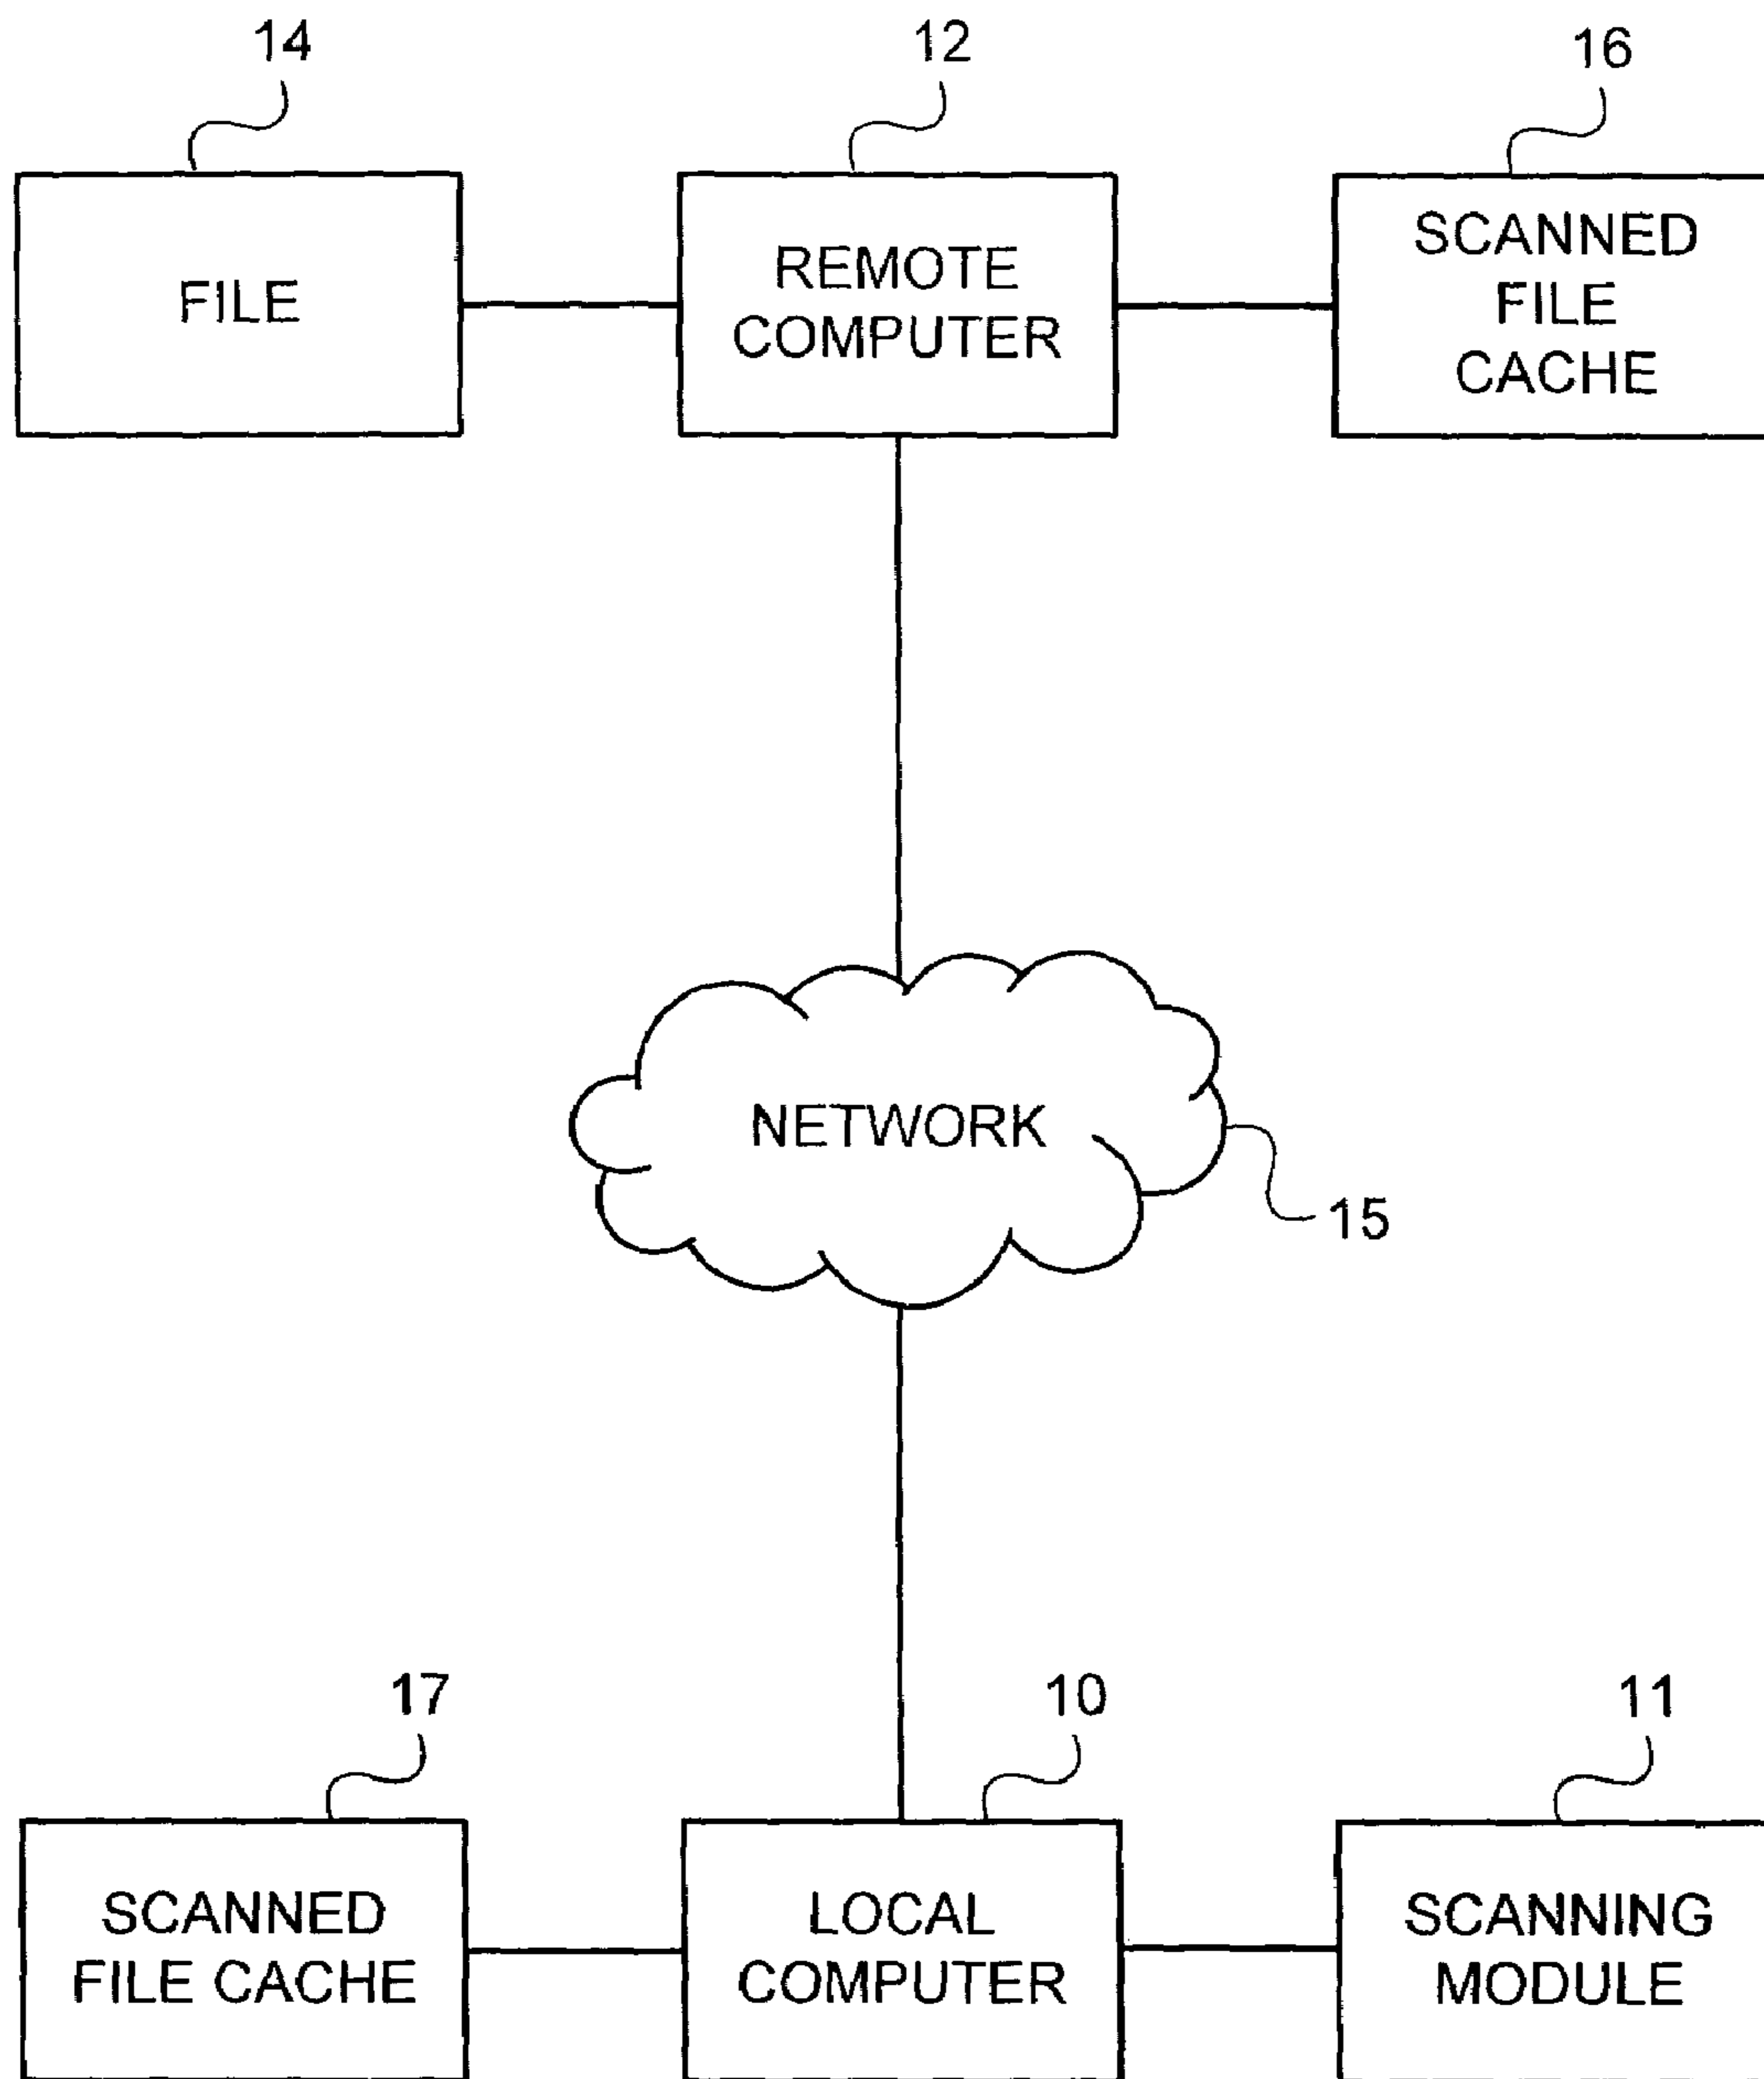 14
12
16
FILE
REMOTE
COMPUTER
SCANNED
FILE
CACHE
NETWORK
15
17
10
11
SCANNED
FILE CACHE
LOCAL
COMPUTER
SCANNING
MODULE